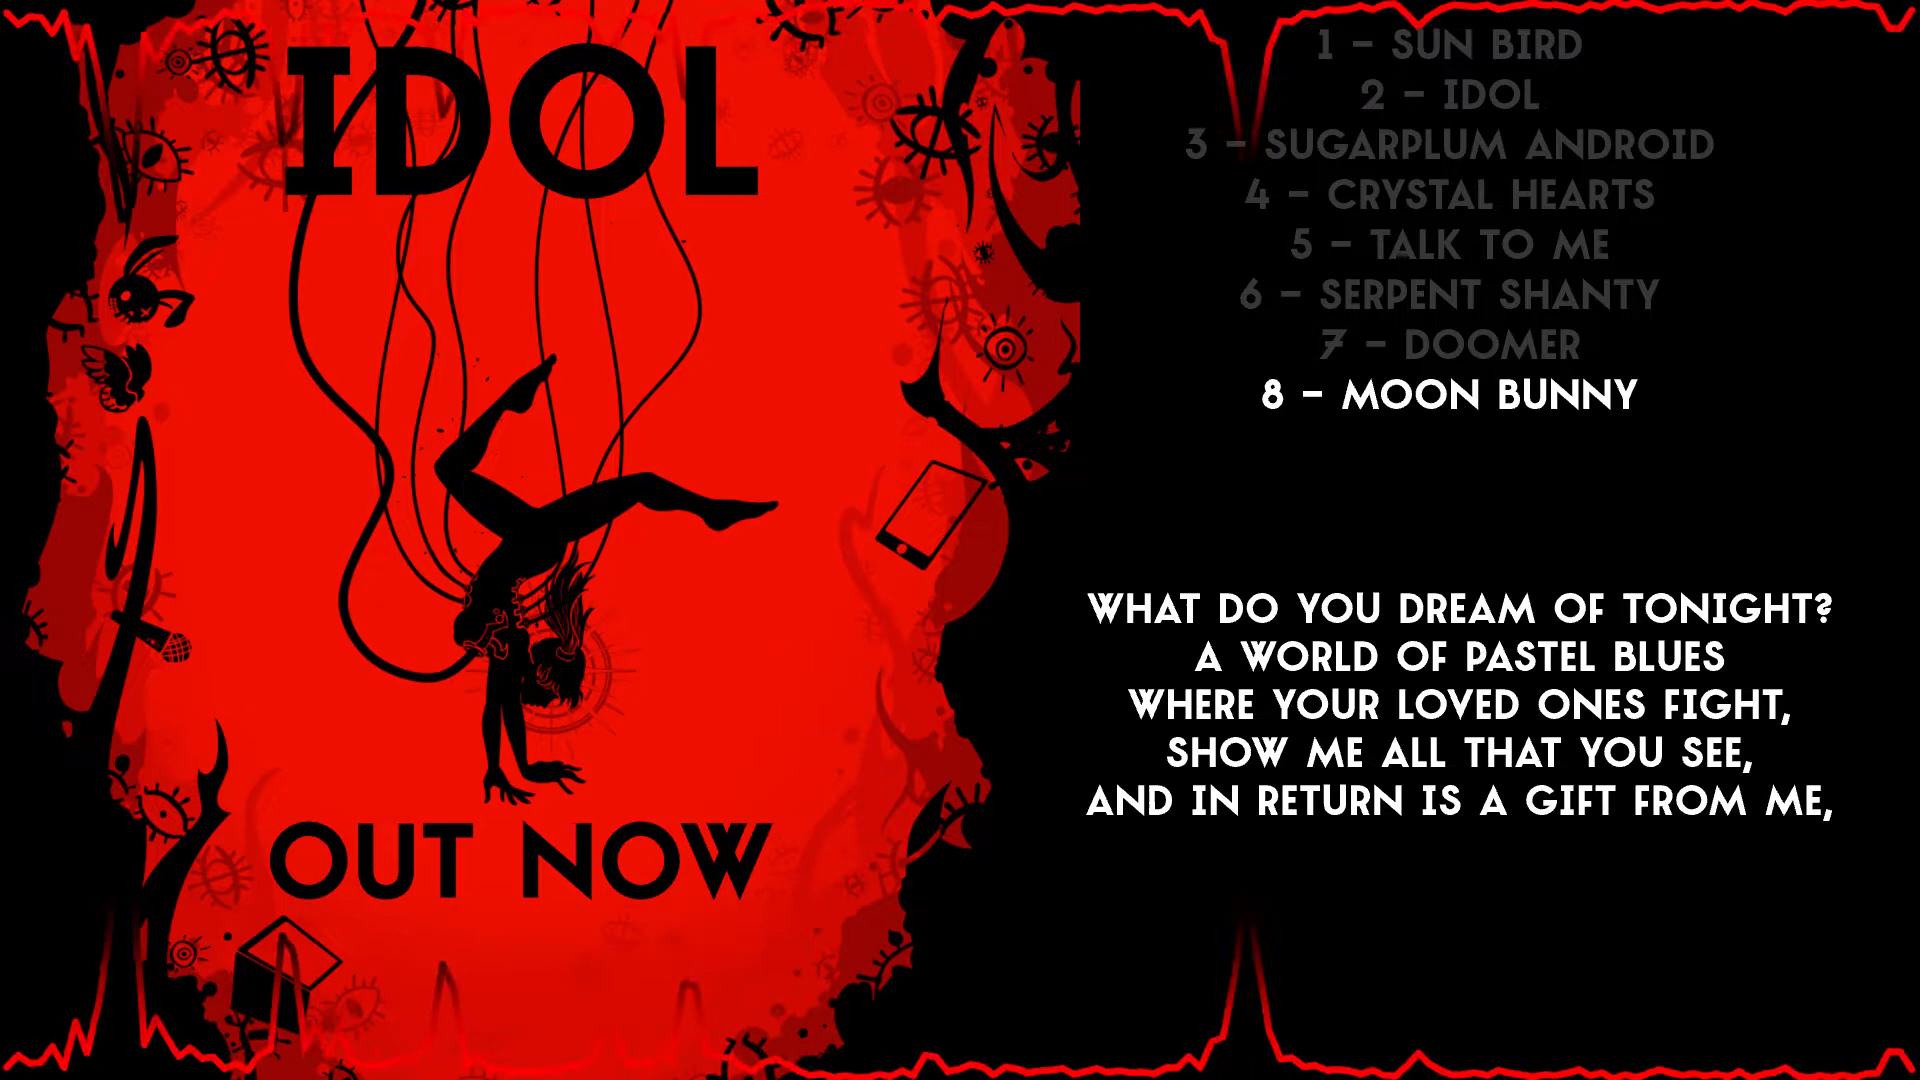 IDOL
OUT NOW
1 – SUN BIRD
2 – IDOL
3 – SUGARPLUM ANDROID
4 – CRYSTAL HEARTS
5 – TALK TO ME
6 – SERPENT SHANTY
7 – DOOMER
8 – MOON BUNNY
WHAT DO YOU DREAM OF TONIGHT?
A WORLD OF PASTEL BLUES
WHERE YOUR LOVED ONES FIGHT,
SHOW ME ALL THAT YOU SEE,
AND IN RETURN IS A GIFT FROM ME,